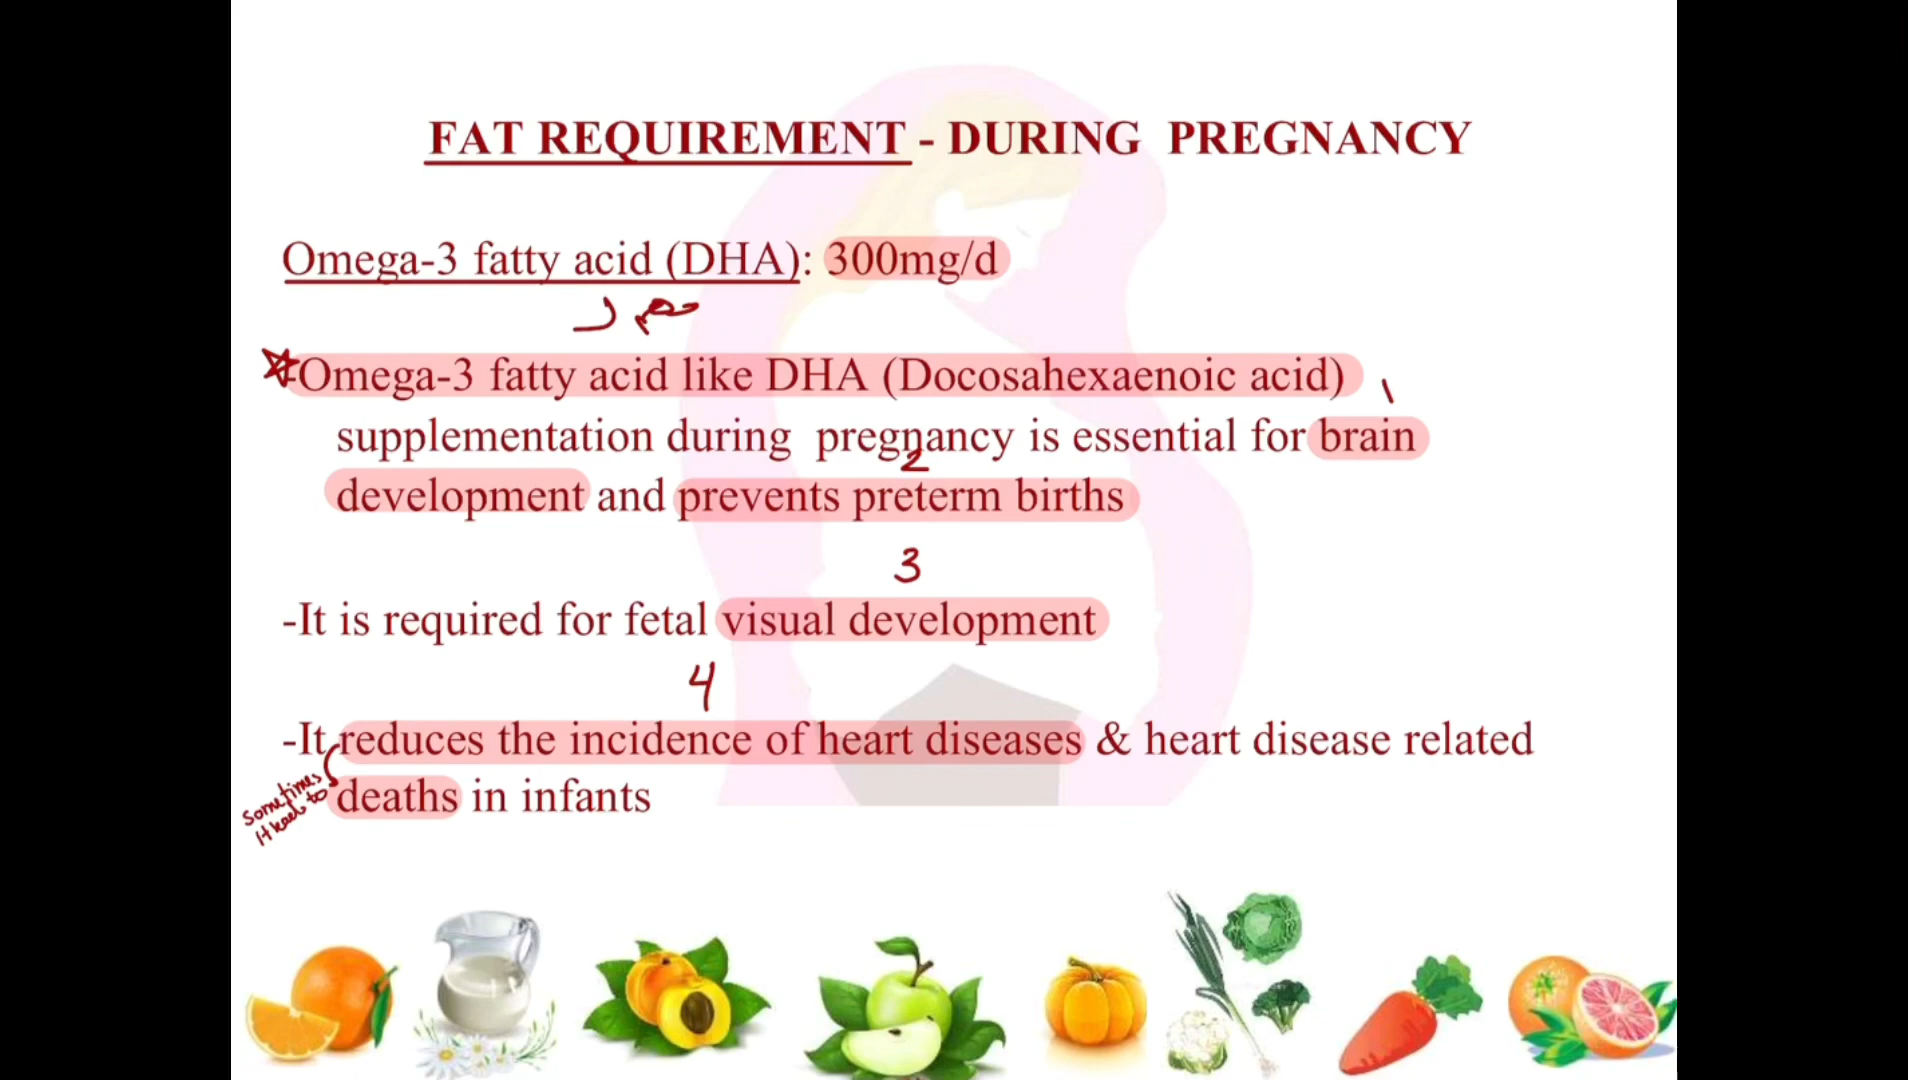 FAT REQUIREMENT - DURING PREGNANCY
Omega-3 fatty acid (DHA): 300mg/d
-Omega-3 fatty acid like DHA (Docosahexaenoic acid)
1
supplementation during pregnancy is essential for brain
2
development and prevents preterm births
3
-It is required for fetal visual development
4
-It reduces the incidence of heart diseases & heart disease related
deaths in infants
Sometimes
it to